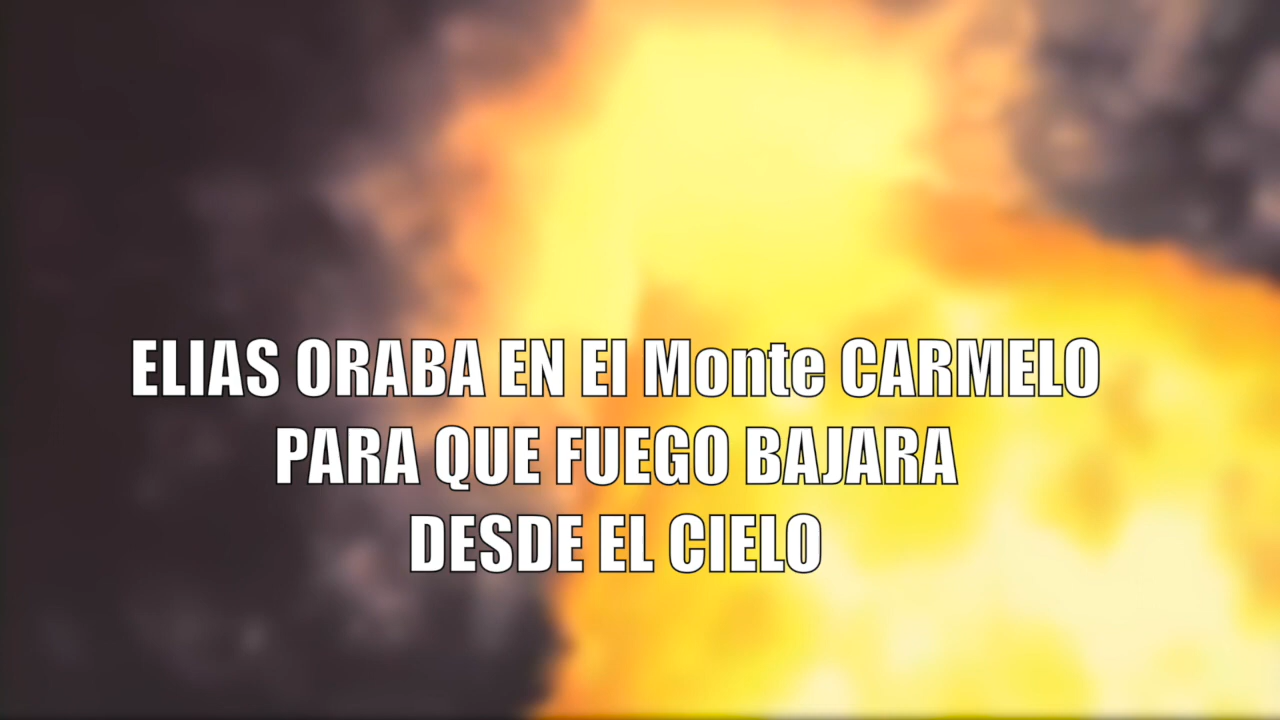 ELIAS ORABA EN El Monte CARMELO
PARA QUE FUEGO BAJARA
DESDE EL CIELO